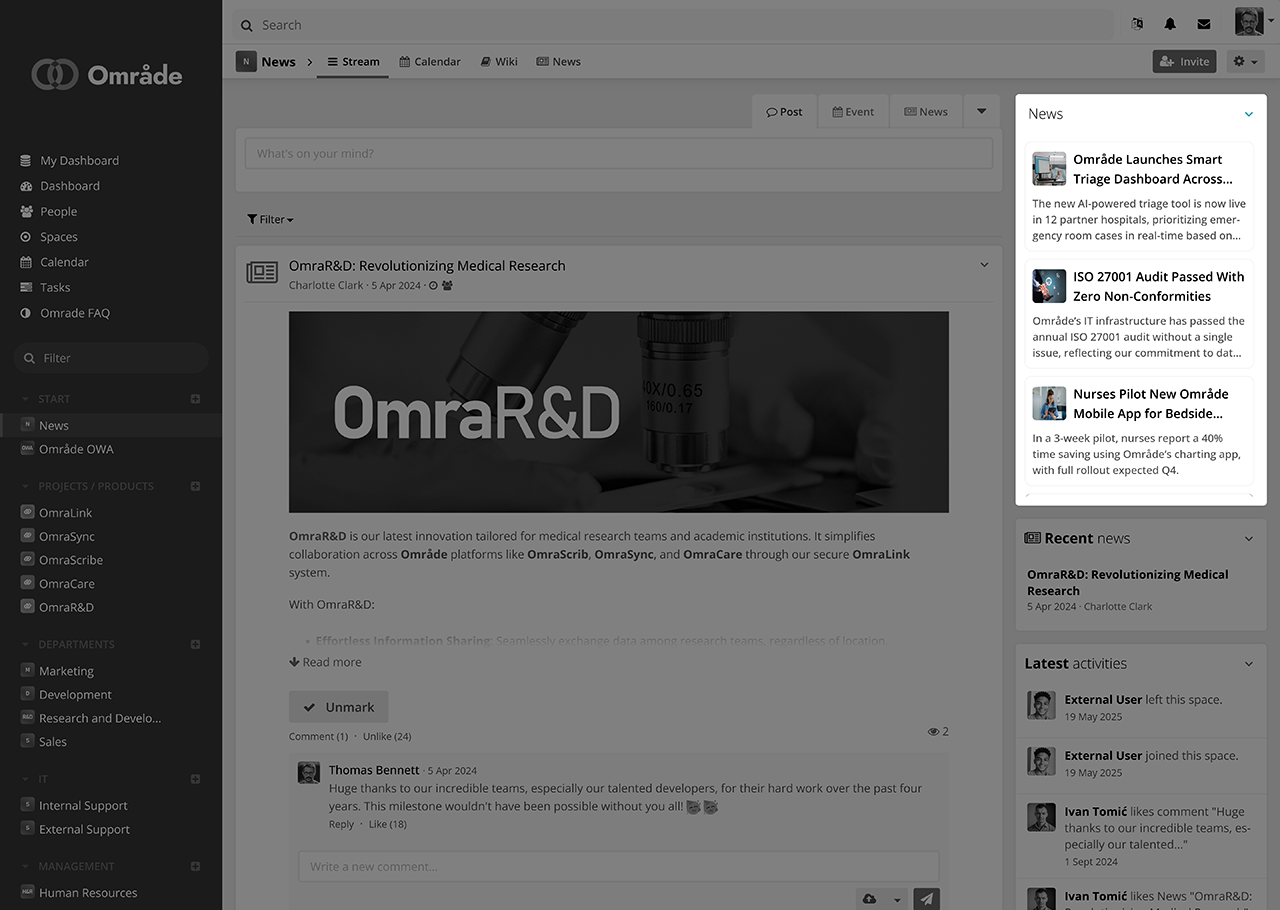 Område
My Dashboard
Dashboard
People
Spaces
Calendar
Tasks
Omrade FAQ
Filter
START
N News
OWA Område OWA
PROJECTS / PRODUCTS
OmraLink
OmraSync
OmraScribe
OmraCare
OmraR&D
DEPARTMENTS
N Marketing
D Development
R&D Research and Develo...
S Sales
IT
S Internal Support
S External Support
MANAGEMENT
H&R Human Resources
Search
N News > Stream Calendar Wiki News
Invite
Post Event News
What's on your mind?
Filter
OmraR&D: Revolutionizing Medical Research
Charlotte Clark · 5 Apr 2024 ·
40X/0.65
160/0.17
OmraR&D
OmraR&D is our latest innovation tailored for medical research teams and academic institutions. It simplifies
collaboration across Område platforms like OmraScrib, OmraSync, and OmraCare through our secure OmraLink
system.
With OmraR&D:
• Effortless Information Sharing: Seamlessly exchange data among research teams, regardless of location.
Read more
Unmark
Comment (1) · Unlike (24)
2
Thomas Bennett · 5 Apr 2024
Huge thanks to our incredible teams, especially our talented developers, for their hard work over the past four
years. This milestone wouldn't have been possible without you all!
Reply · Like (18)
Write a new comment...
News
Område Launches Smart
Triage Dashboard Across...
The new AI-powered triage tool is now live
in 12 partner hospitals, prioritizing emer-
gency room cases in real-time based on...
ISO 27001 Audit Passed With
Zero Non-Conformities
Område's IT infrastructure has passed the
annual ISO 27001 audit without a single
issue, reflecting our commitment to dat...
Nurses Pilot New Område
Mobile App for Bedside...
In a 3-week pilot, nurses report a 40%
time saving using Område's charting app,
with full rollout expected Q4.
Recent news
OmraR&D: Revolutionizing Medical
Research
5 Apr 2024 · Charlotte Clark
Latest activities
External User left this space.
19 May 2025
External User joined this space.
19 May 2025
Ivan Tomić likes comment "Huge
thanks to our incredible teams, es-
pecially our talented..."
1 Sept 2024
Ivan Tomić likes News "OmraR&D: